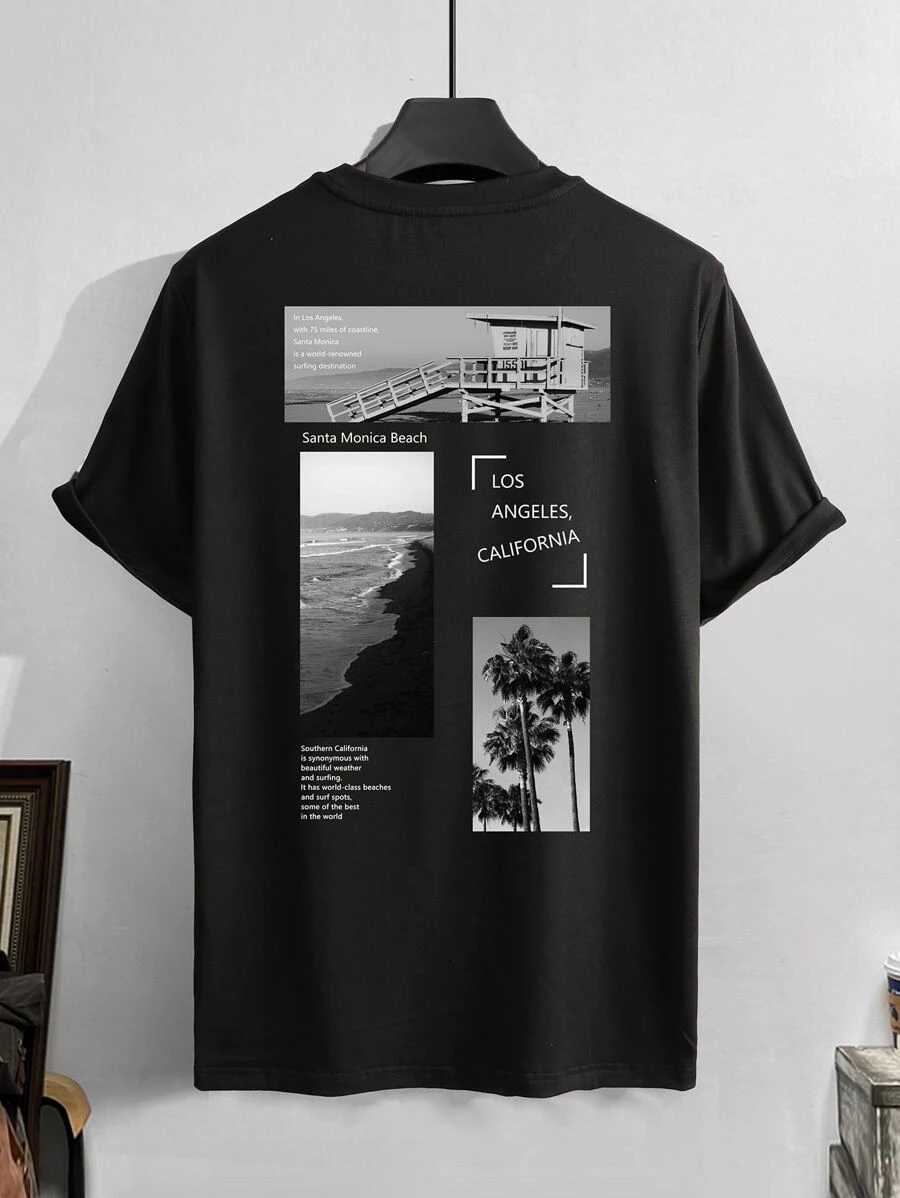 In Los Angeles,
with 75 miles of coastline,
Santa Monica
is a world-renowned
surfing destination
155
Santa Monica Beach
LOS
ANGELES,
CALIFORNIA
Southern California
is synonymous with
beautiful weather
and surfing.
It has world-class beaches
and surf spots,
some of the best
in the world